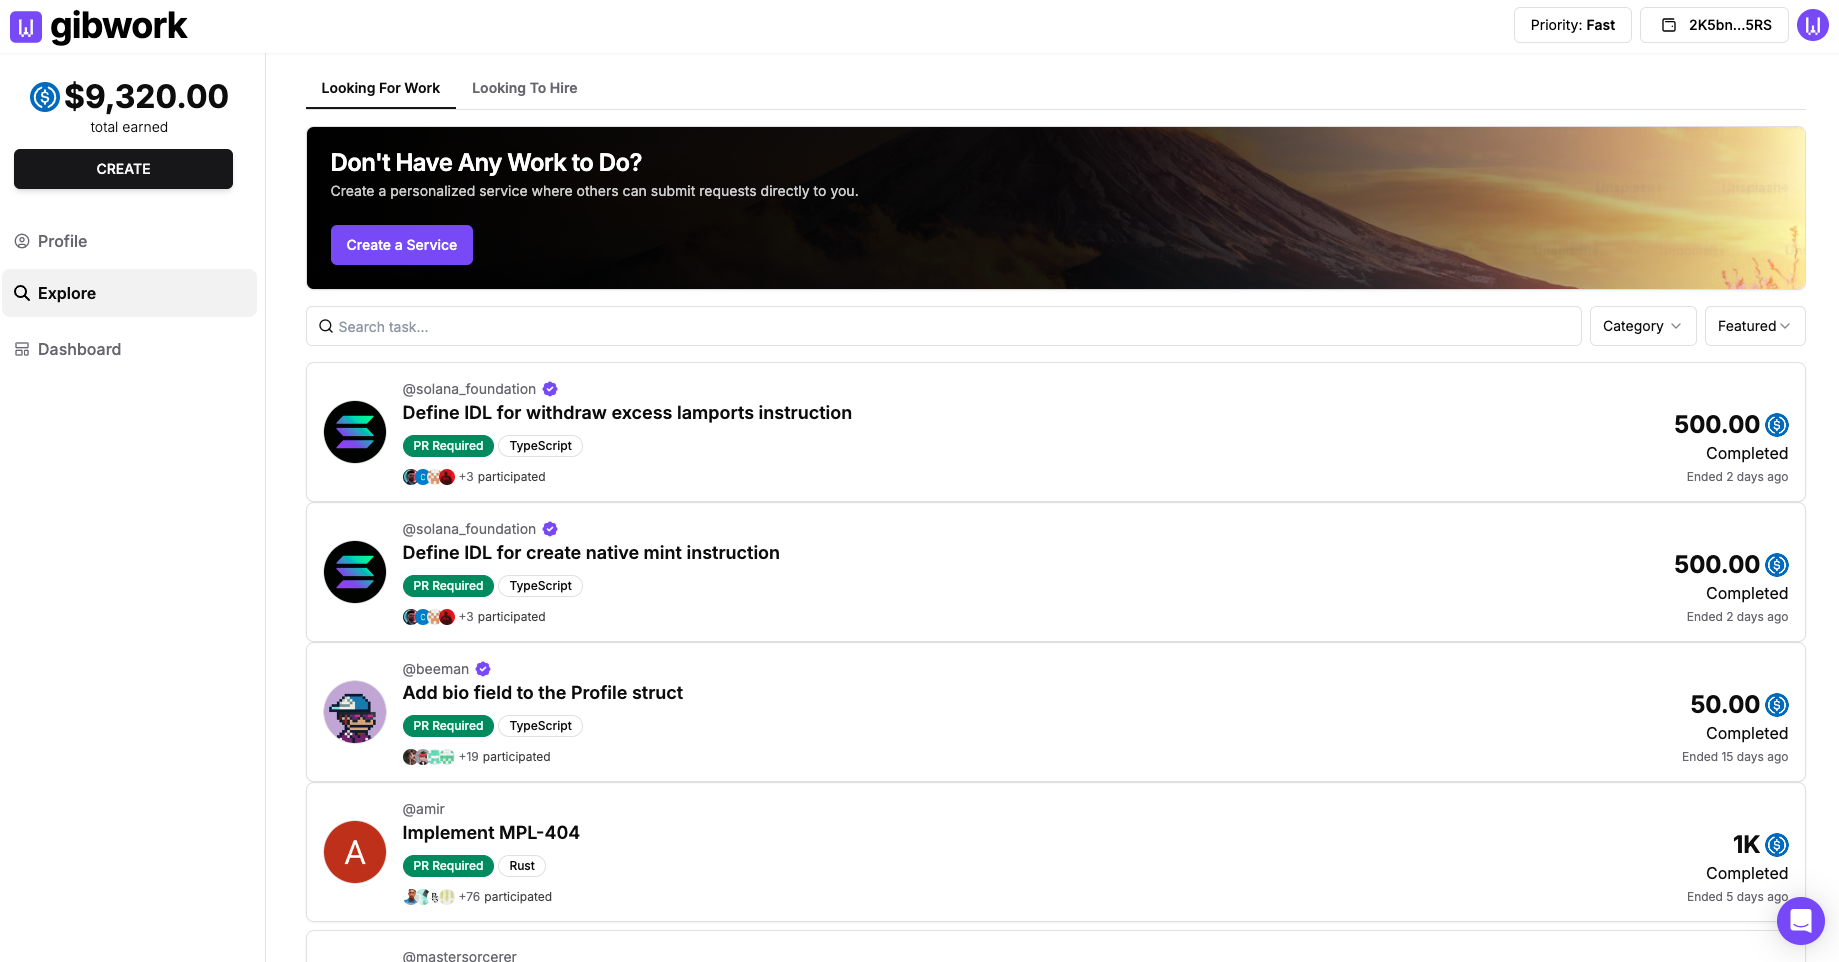 gibwork
Priority: Fast
2K5bn...5RS
$9,320.00
total earned
CREATE
Profile
Explore
Dashboard
Looking For Work
Looking To Hire
Don't Have Any Work to Do?
Create a personalized service where others can submit requests directly to you.
Create a Service
Search task...
Category
Featured
@solana_foundation
Define IDL for withdraw excess lamports instruction
PR Required
TypeScript
+3 participated
500.00
Completed
Ended 2 days ago
@solana_foundation
Define IDL for create native mint instruction
PR Required
TypeScript
+3 participated
500.00
Completed
Ended 2 days ago
@beeman
Add bio field to the Profile struct
PR Required
TypeScript
+19 participated
50.00
Completed
Ended 15 days ago
A
@amir
Implement MPL-404
PR Required
Rust
+76 participated
1K
Completed
Ended 5 days ago
@mastersorcerer